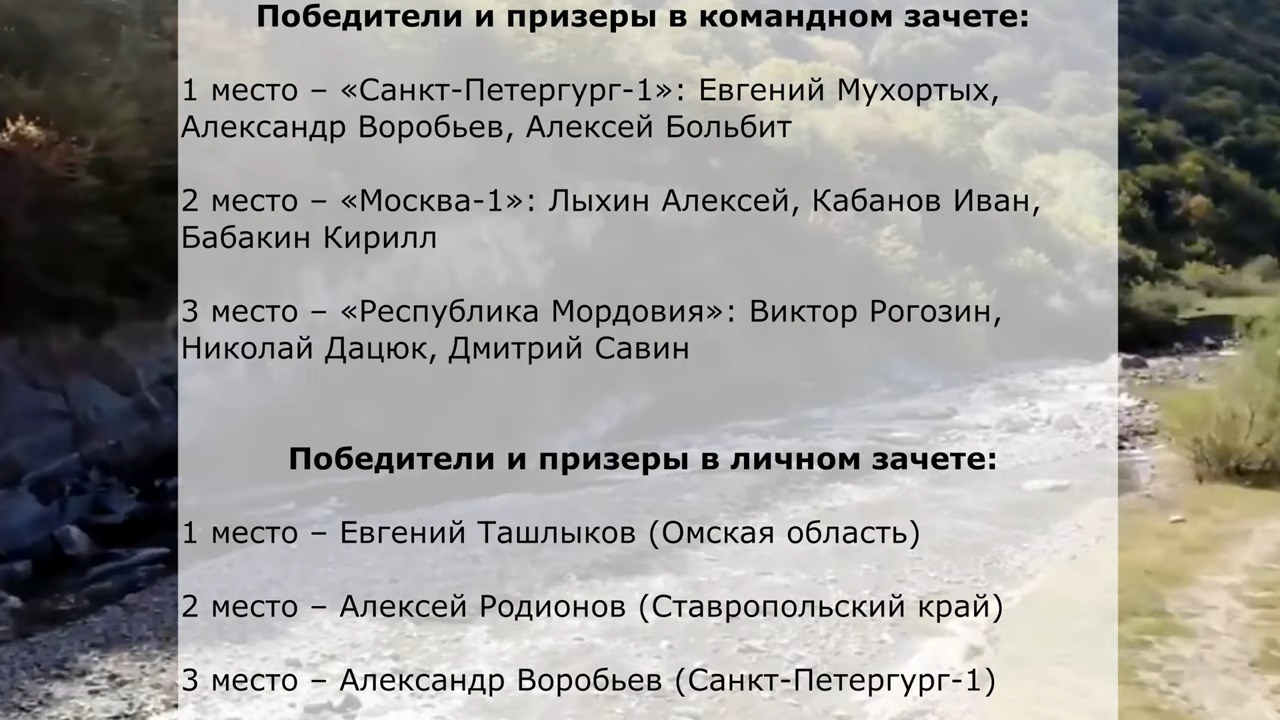 Победители и призеры в командном зачете:
1 место – «Санкт-Петергург-1»: Евгений Мухортых,
Александр Воробьев, Алексей Больбит
2 место – «Москва-1»: Лыхин Алексей, Кабанов Иван,
Бабакин Кирилл
3 место – «Республика Мордовия»: Виктор Рогозин,
Николай Дацюк, Дмитрий Савин
Победители и призеры в личном зачете:
1 место – Евгений Ташлыков (Омская область)
2 место – Алексей Родионов (Ставропольский край)
3 место – Александр Воробьев (Санкт-Петергург-1)